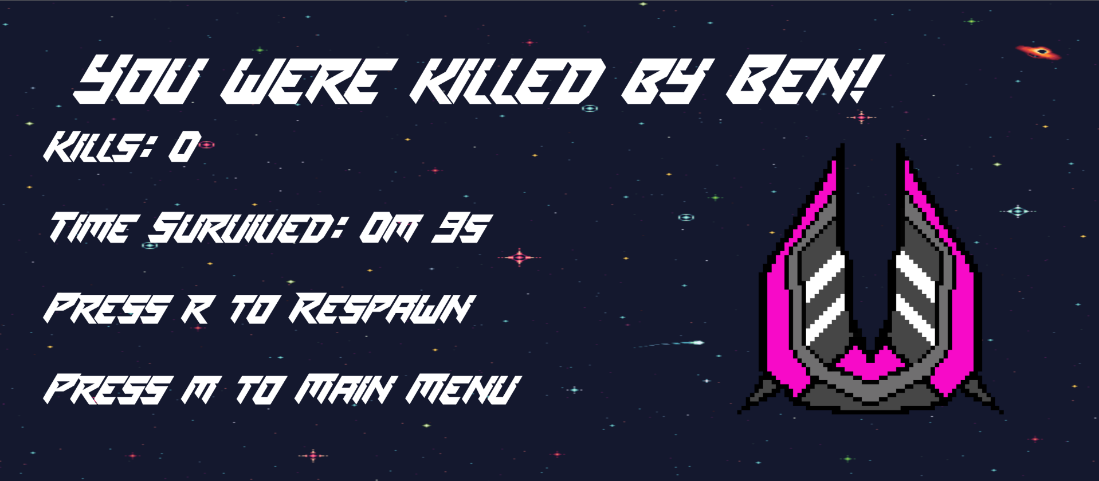 You were killed by Ben!
Kills: 0
Time Survived: 0m 9s
Press R to Respawn
Press M to Main Menu